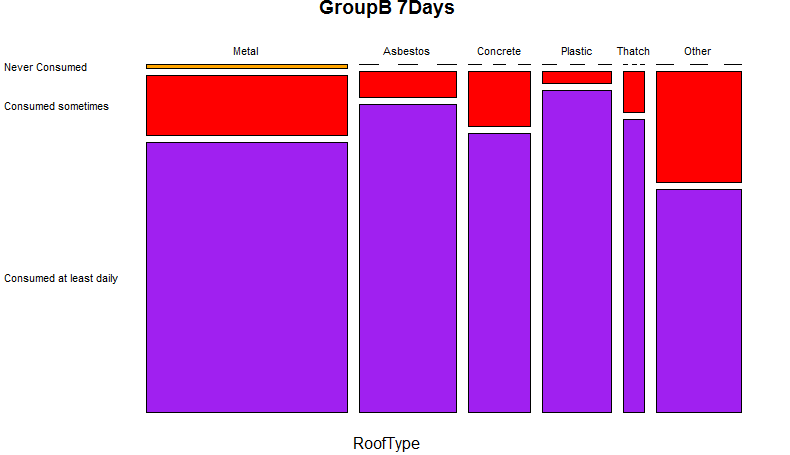 GroupB 7Days
Metal Asbestos Concrete Plastic Thatch Other
Never Consumed
Consumed sometimes
Consumed at least daily
RoofType